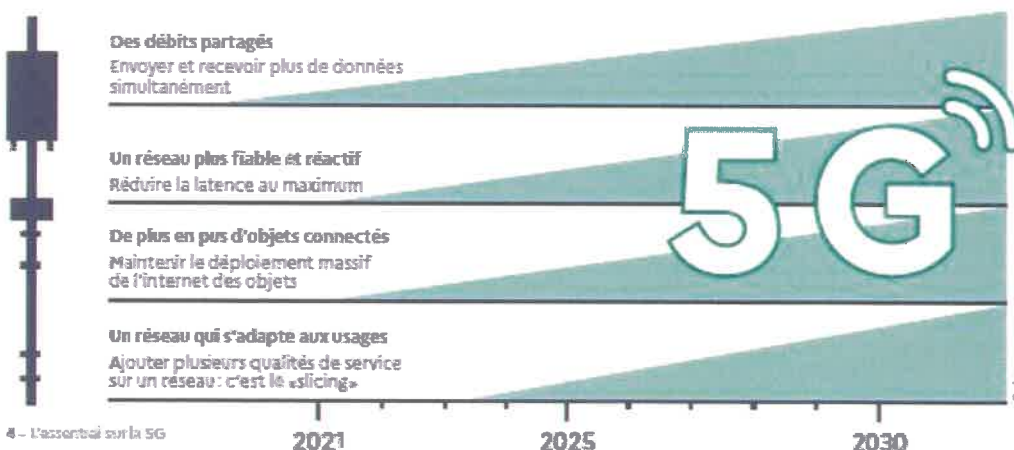 Des débits partagés
Envoyer et recevoir plus de données
simultanément
Un réseau plus fiable et réactif
Réduire la latence au maximum
5G
De plus en pus d'objets connectés
Maintenir le déploiement massif
de l'internet des objets
Un réseau qui s'adapte aux usages
Ajouter plusieurs qualités de service
sur un réseau : c'est le «slicing»
2021
2025
2030
4 – L'essentiel sur la 5G